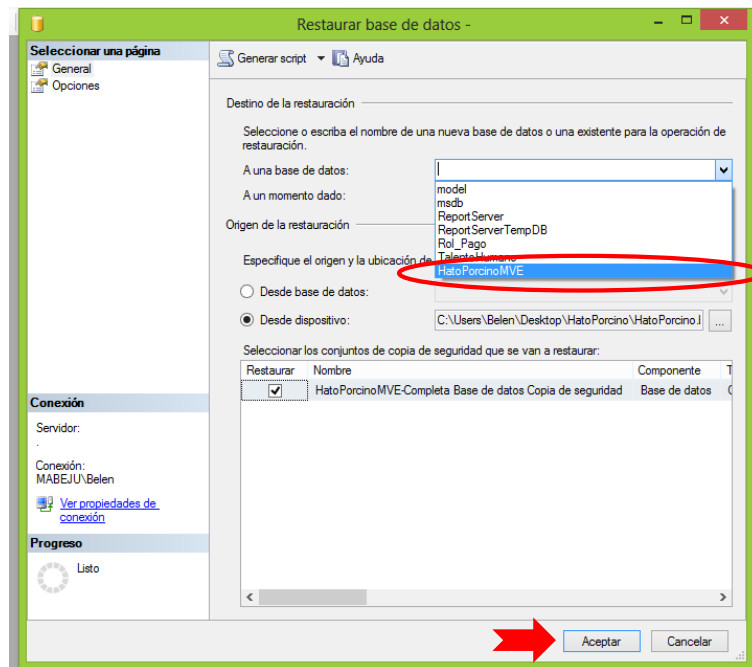 Restaurar base de datos -
Seleccionar una página
General
Opciones
Generar script
Ayuda
Destino de la restauración
Seleccione o escriba el nombre de una nueva base de datos o una existente para la operación de
restauración.
A una base de datos:
A un momento dado:
model
msdb
ReportServer
ReportServerTempDB
Rol_Pago
TalentoHumano
HatoPorcinoMVE
Origen de la restauración
Especifique el origen y la ubicación de
Desde base de datos:
Desde dispositivo:
C:\Users\Belen\Desktop\HatoPorcino\HatoPorcino.
...
Seleccionar los conjuntos de copia de seguridad que se van a restaurar:
Restaurar Nombre Componente T
HatoPorcinoMVE-Completa Base de datos Copia de seguridad Base de datos
Conexión
Servidor:
.
Conexión:
MABEJU\Belen
Ver propiedades de
conexión
Progreso
Listo
Aceptar
Cancelar